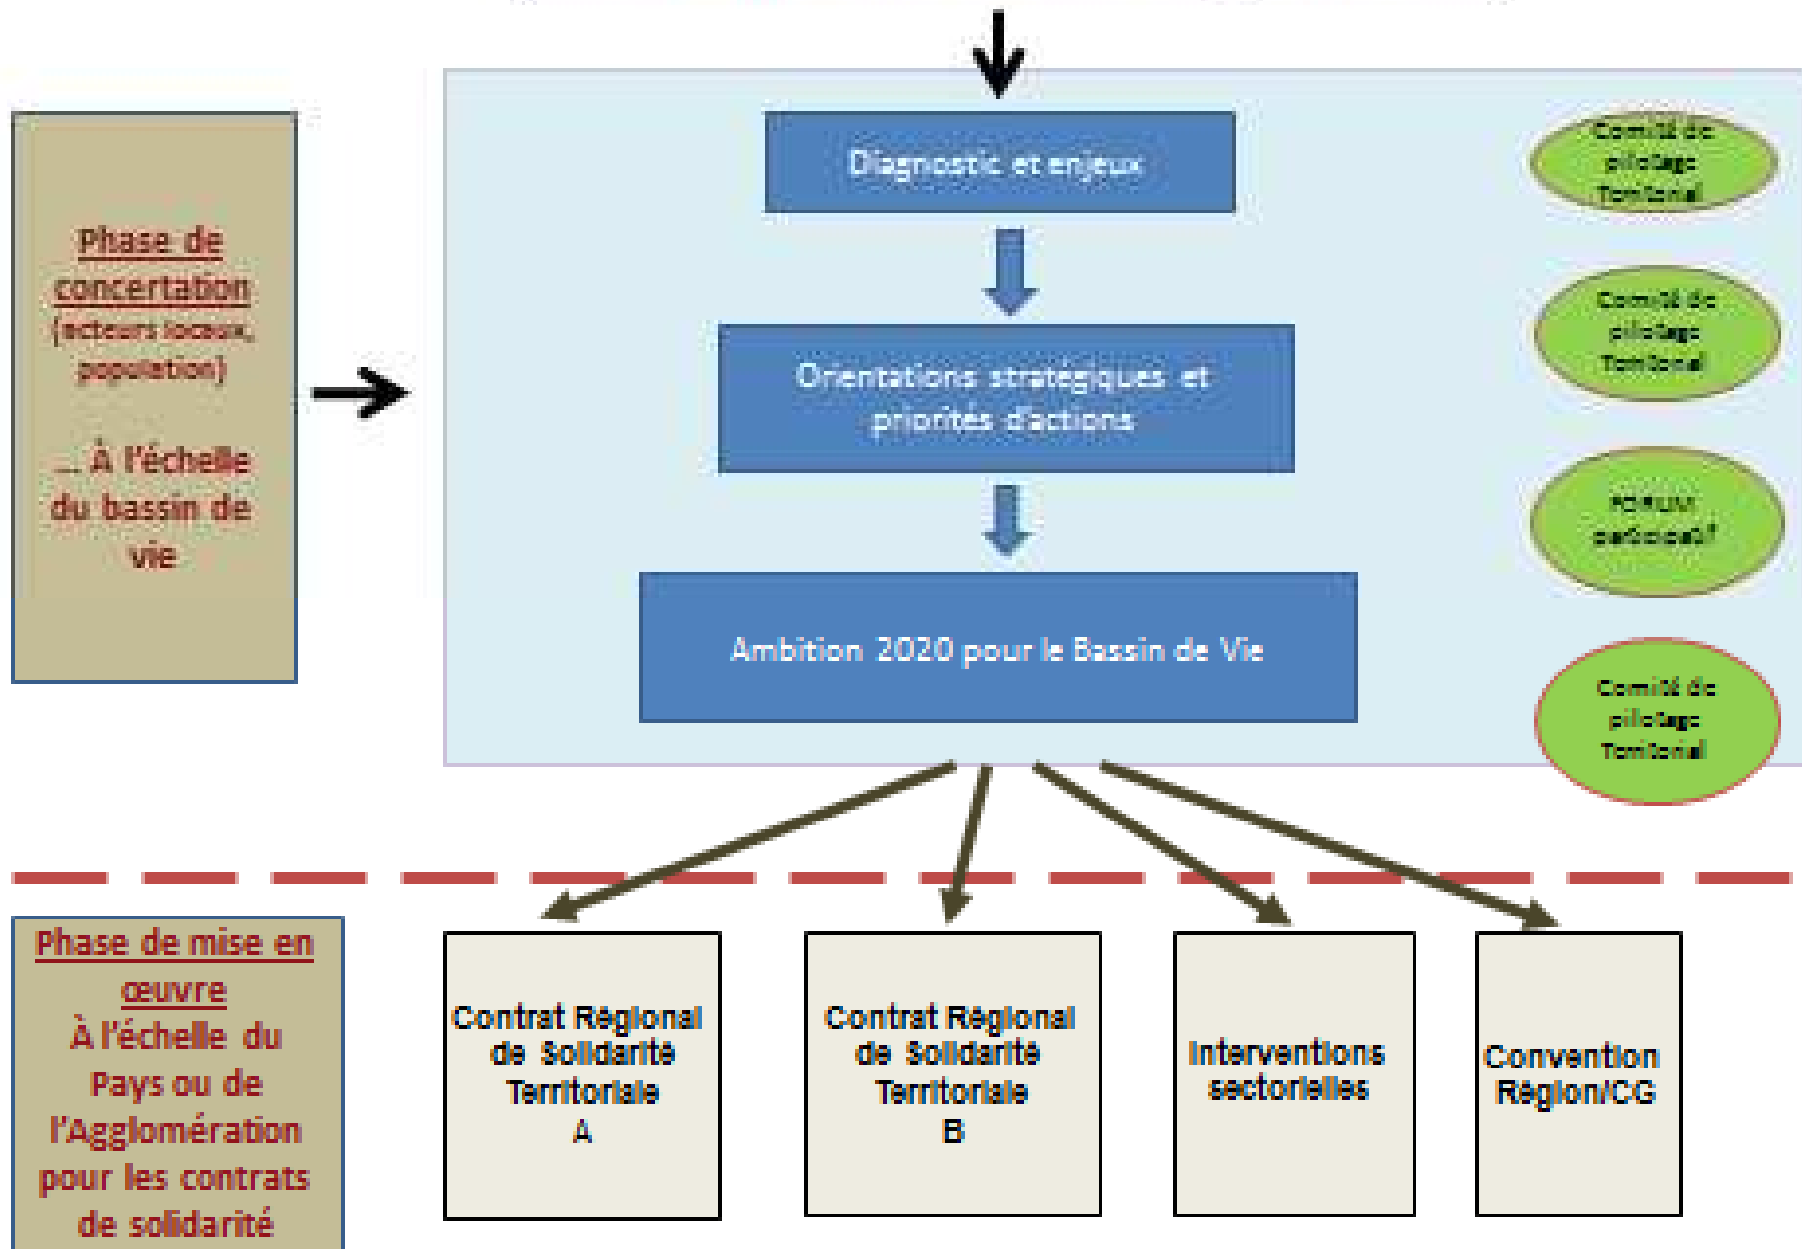 Phase de
concertation
(acteurs locaux,
population)
... À l'échelle
du bassin de
vie
Diagnostic et enjeux
Orientations stratégiques et
priorités d'actions
Ambition 2020 pour le Bassin de Vie
Comité de
pilotage
Territorial
Comité de
pilotage
Territorial
FORUM
participatif
Comité de
pilotage
Territorial
Phase de mise en
œuvre
À l'échelle du
Pays ou de
l'Agglomération
pour les contrats
de solidarité
Contrat Régional
de Solidarité
Territoriale
A
Contrat Régional
de Solidarité
Territoriale
B
Interventions
sectorielles
Convention
Région/CG